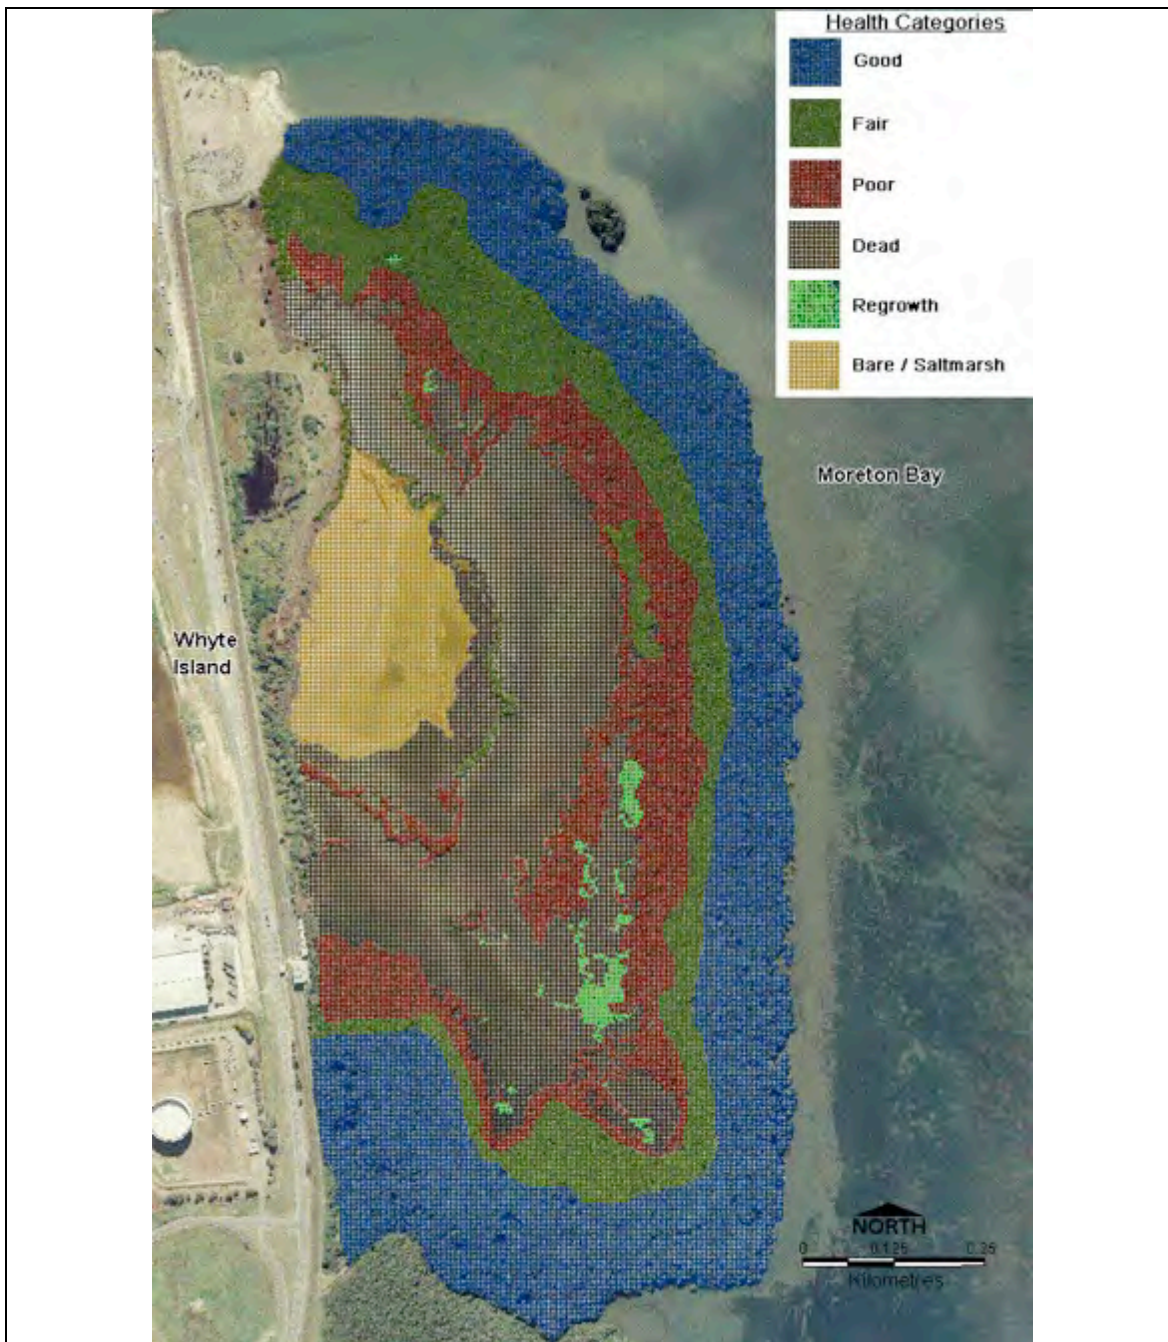 Health Categories
Good
Fair
Poor
Dead
Regrowth
Bare / Saltmarsh
Moreton Bay
Whyte
Island
NORTH
0 0.125 0.25
Kilometres